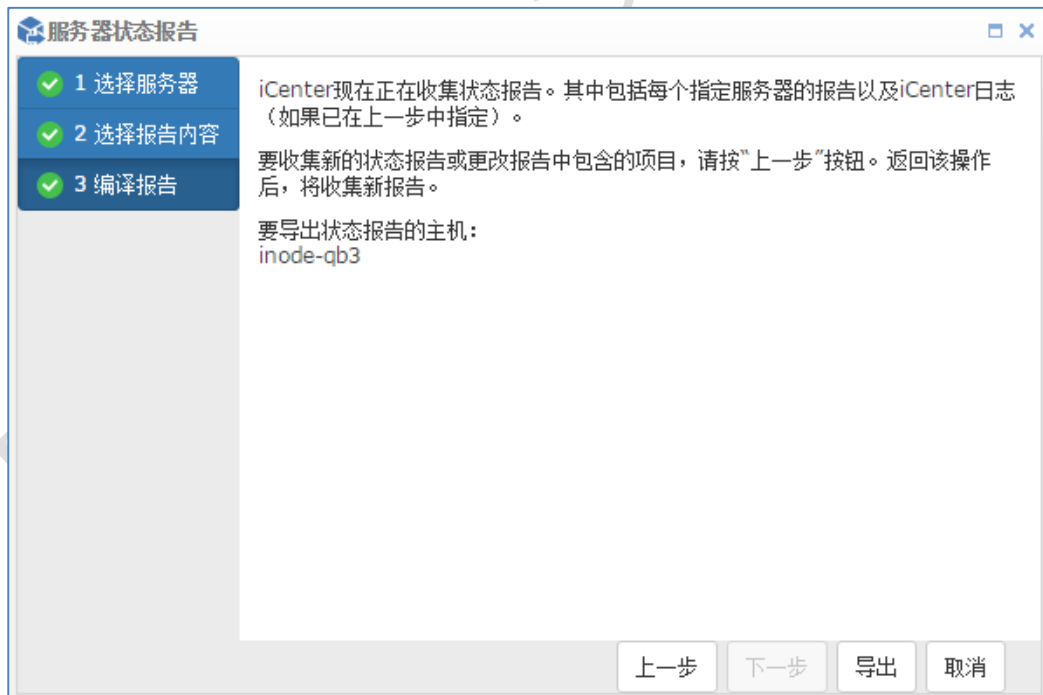 服务器状态报告
1 选择服务器
2 选择报告内容
3 编译报告
iCenter现在正在收集状态报告。其中包括每个指定服务器的报告以及iCenter日志
（如果已在上一步中指定）。
要收集新的状态报告或更改报告中包含的项目，请按“上一步”按钮。返回该操作
后，将收集新报告。
要导出状态报告的主机：
inode-qb3
上一步 下一步 导出 取消